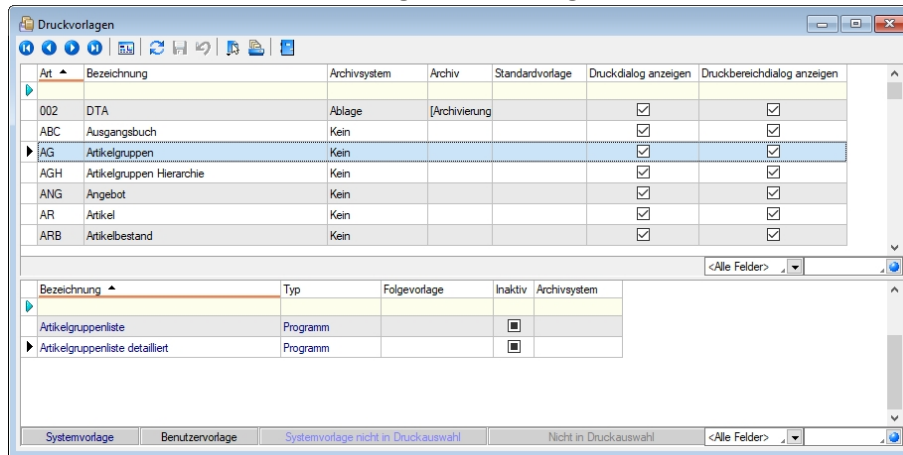 Druckvorlagen
Art Bezeichnung Archivsystem Archiv Standardvorlage Druckdialog anzeigen Druckbereichdialog anzeigen
002 DTA Ablage [Archivierung
ABC Ausgangsbuch Kein
AG Artikelgruppen Kein
AGH Artikelgruppen Hierarchie Kein
ANG Angebot Kein
AR Artikel Kein
ARB Artikelbestand Kein
<Alle Felder>
Bezeichnung Typ Folgevorlage Inaktiv Archivsystem
Artikelgruppenliste Programm
Artikelgruppenliste detailliert Programm
Systemvorlage Benutzervorlage Systemvorlage nicht in Druckauswahl Nicht in Druckauswahl <Alle Felder>